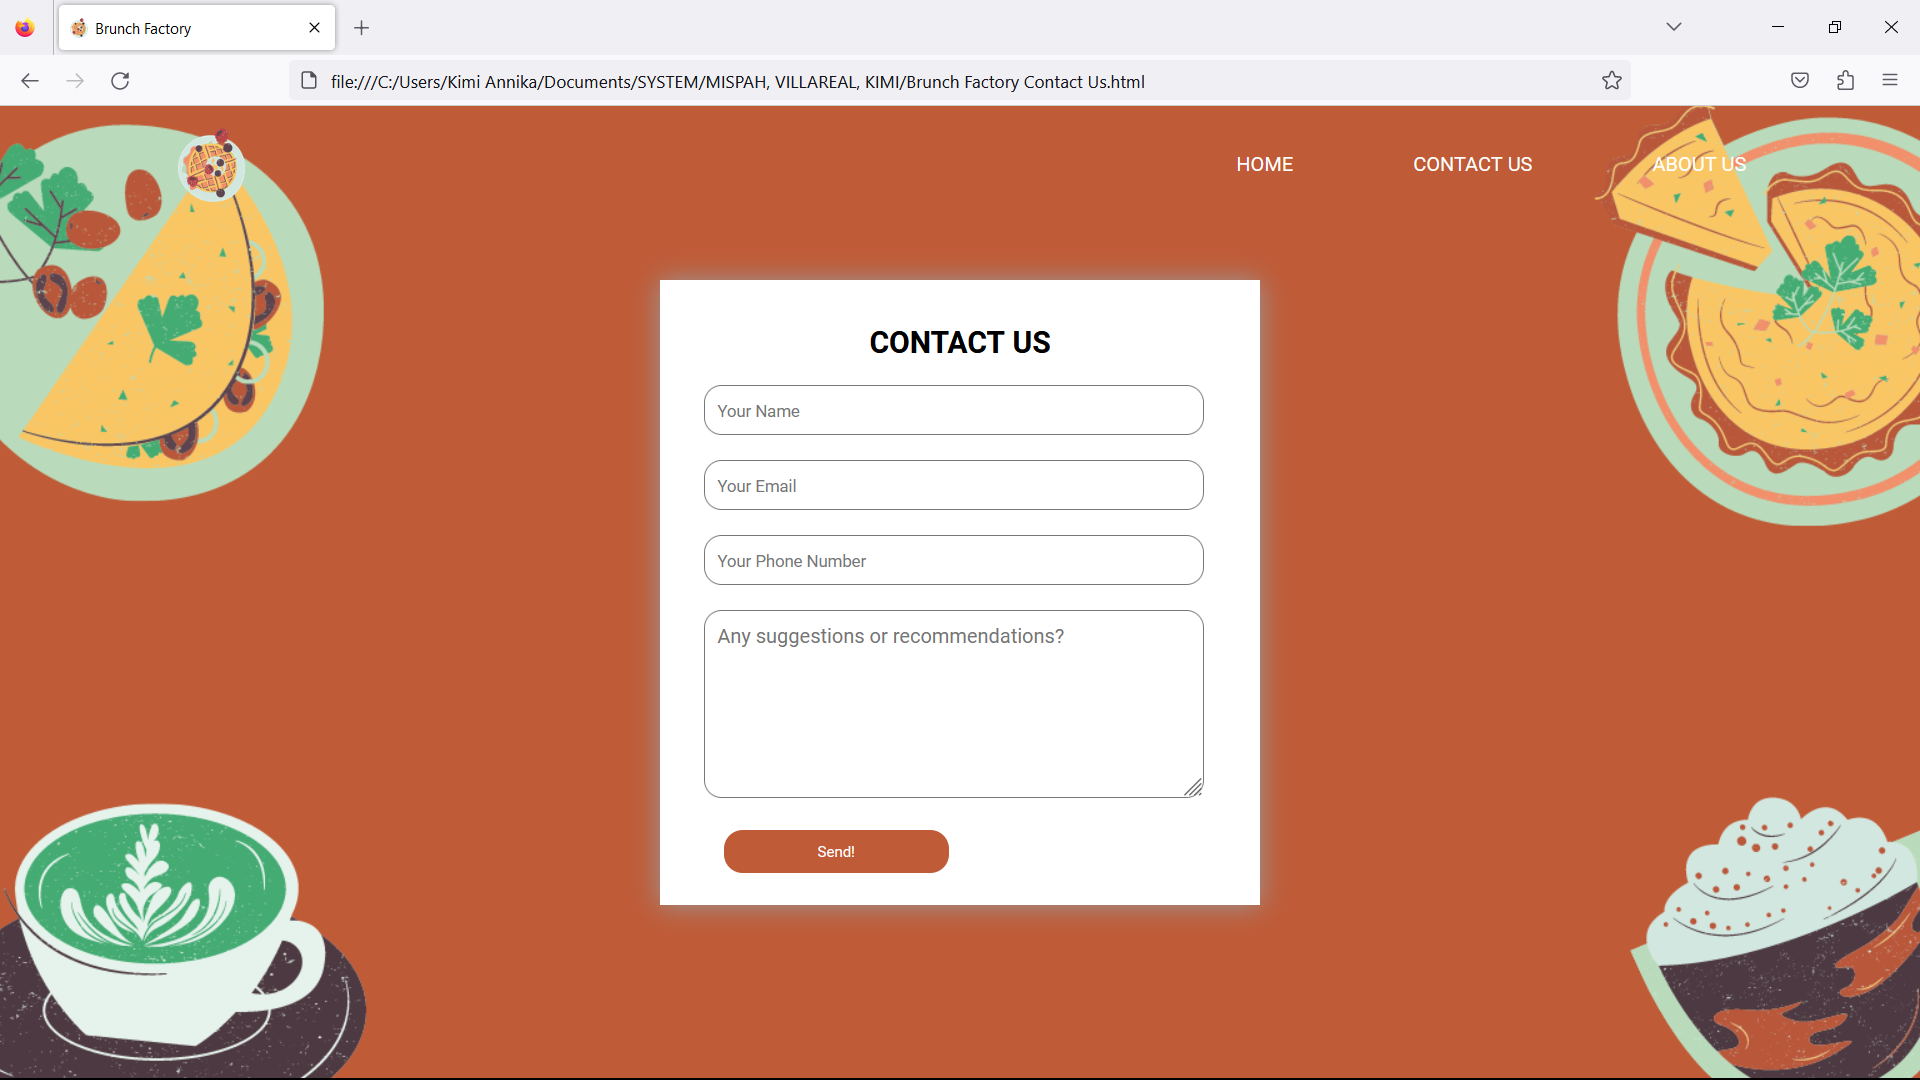 Brunch Factory
file:///C:/Users/Kimi Annika/Documents/SYSTEM/MISPAH, VILLAREAL, KIMI/Brunch Factory Contact Us.html
HOME CONTACT US ABOUT US
CONTACT US
Your Name
Your Email
Your Phone Number
Any suggestions or recommendations?
Send!